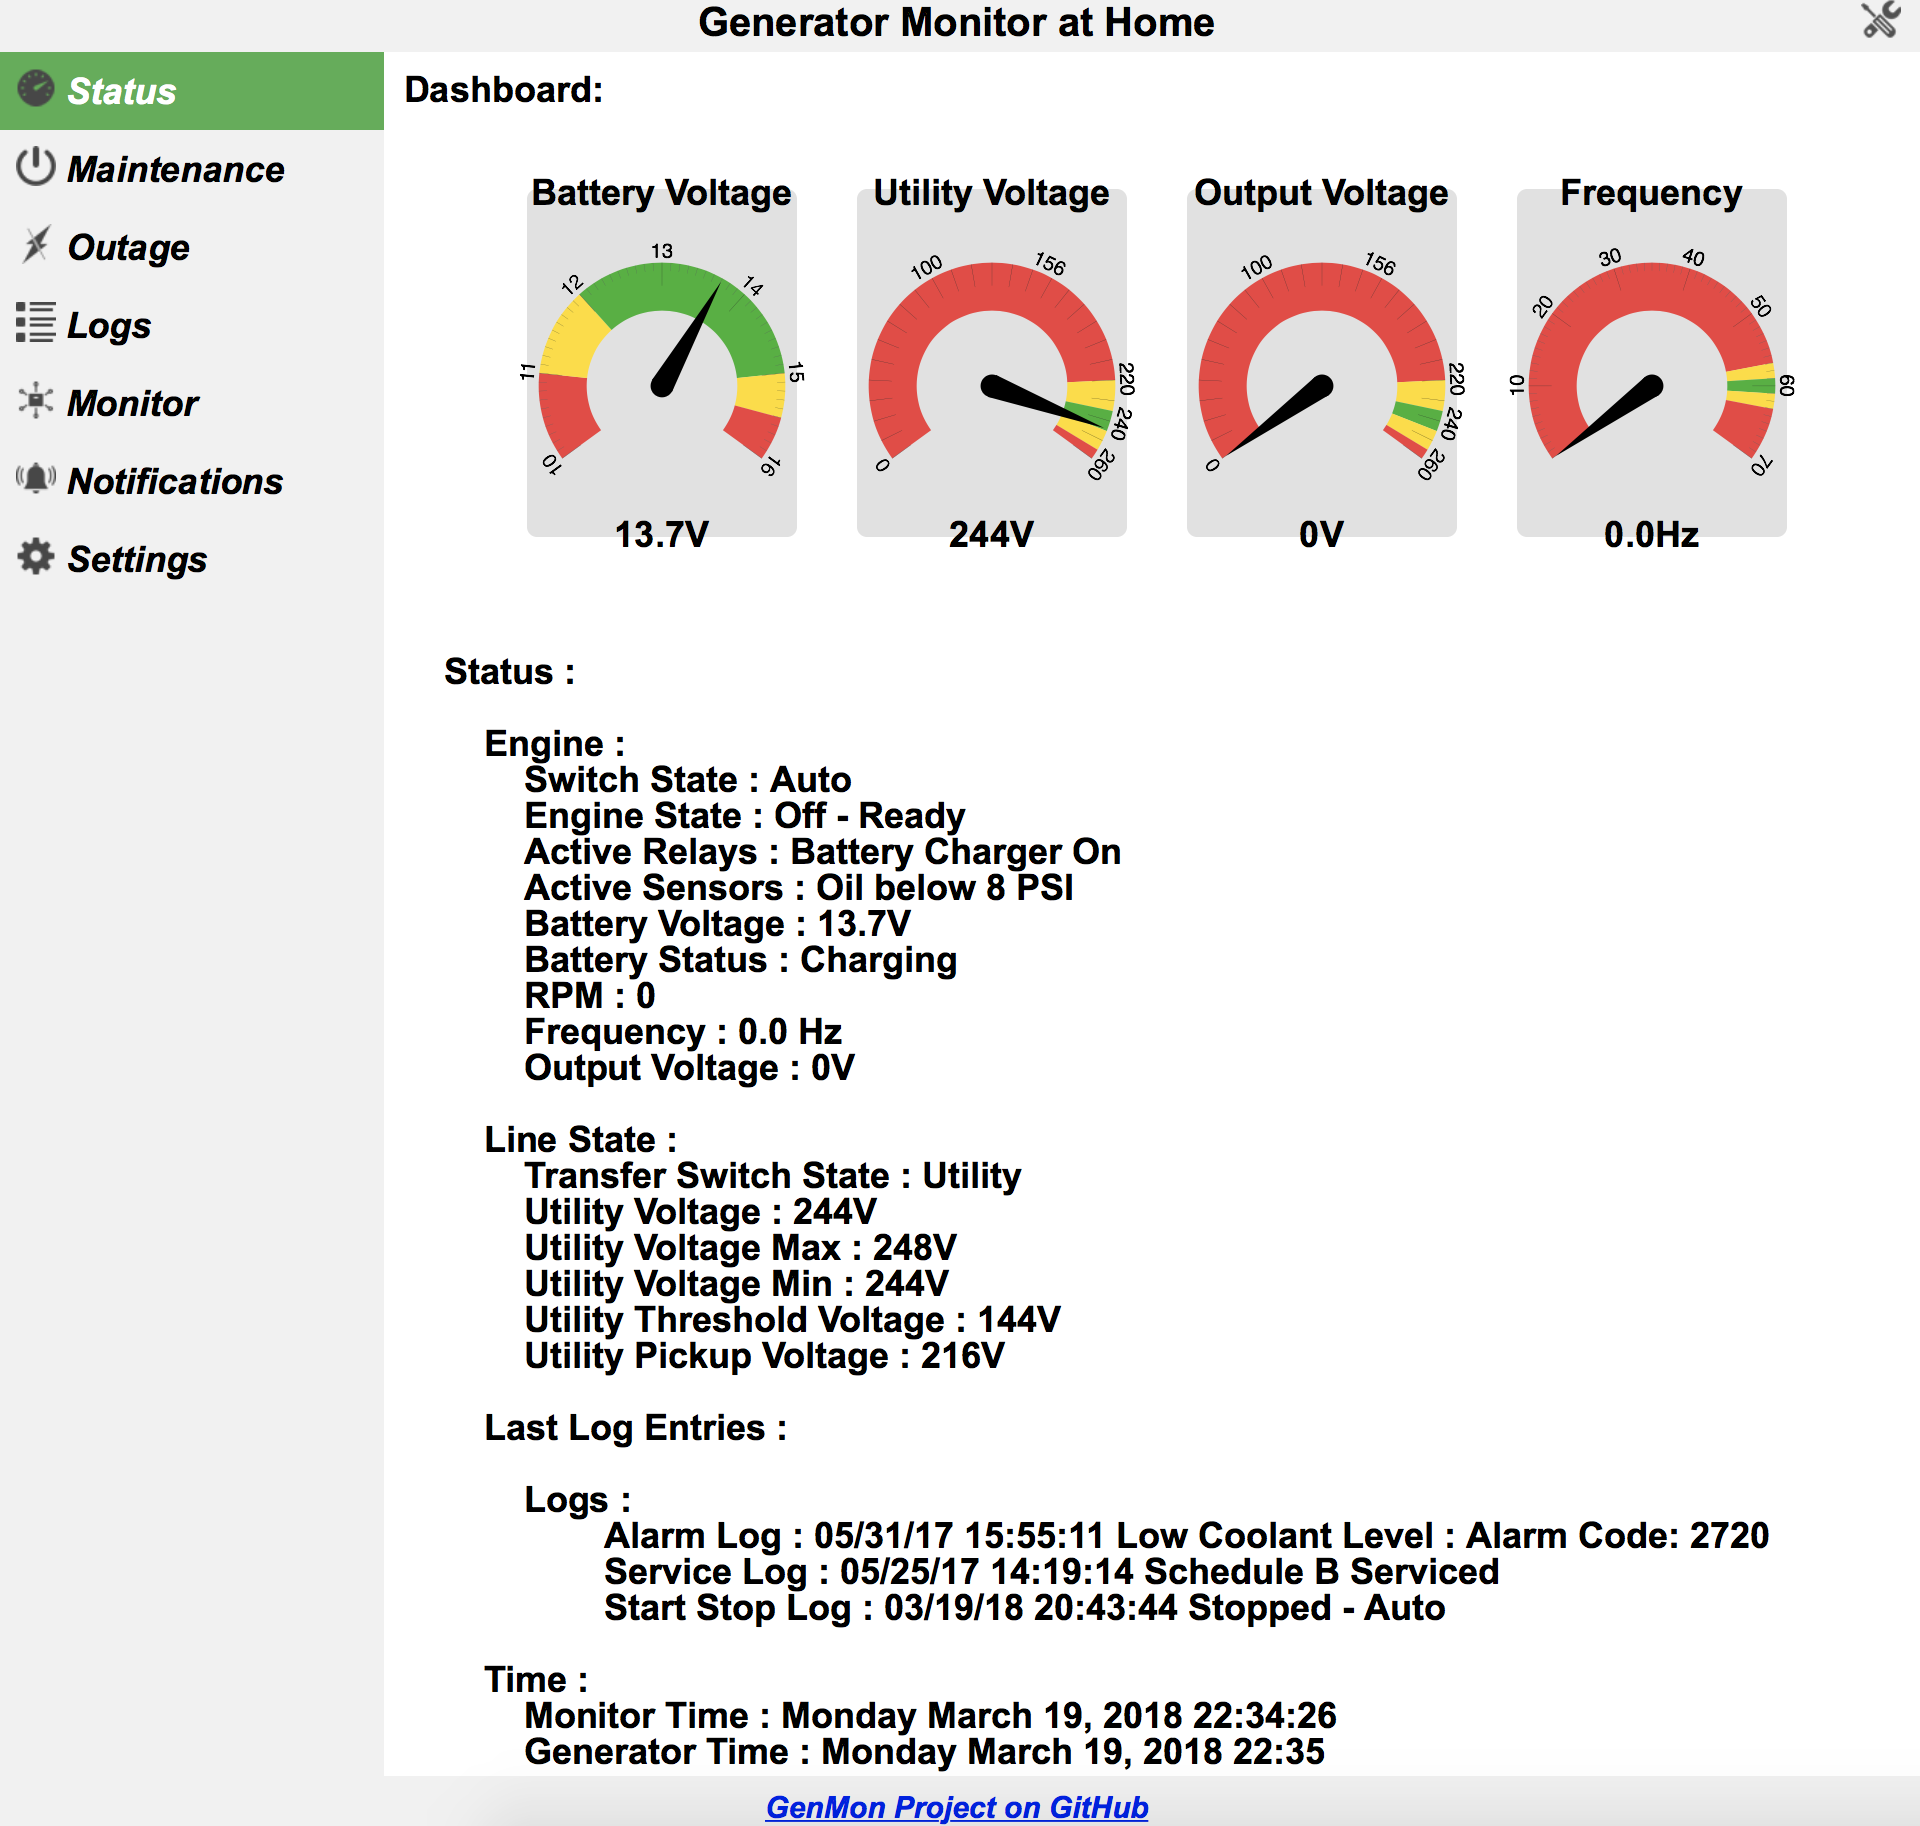 Generator Monitor at Home
Status
Maintenance
Outage
Logs
Monitor
Notifications
Settings
Dashboard:
Battery Voltage
10
11
12
13
14
15
16
13.7V
Utility Voltage
0
100
156
220
240
260
244V
Output Voltage
0
100
156
220
240
260
0V
Frequency
10
20
30
40
50
60
70
0.0Hz
Status :
Engine :
Switch State : Auto
Engine State : Off - Ready
Active Relays : Battery Charger On
Active Sensors : Oil below 8 PSI
Battery Voltage : 13.7V
Battery Status : Charging
RPM : 0
Frequency : 0.0 Hz
Output Voltage : 0V
Line State :
Transfer Switch State : Utility
Utility Voltage : 244V
Utility Voltage Max : 248V
Utility Voltage Min : 244V
Utility Threshold Voltage : 144V
Utility Pickup Voltage : 216V
Last Log Entries :
Logs :
Alarm Log : 05/31/17 15:55:11 Low Coolant Level : Alarm Code: 2720
Service Log : 05/25/17 14:19:14 Schedule B Serviced
Start Stop Log : 03/19/18 20:43:44 Stopped - Auto
Time :
Monitor Time : Monday March 19, 2018 22:34:26
Generator Time : Monday March 19, 2018 22:35
GenMon Project on GitHub